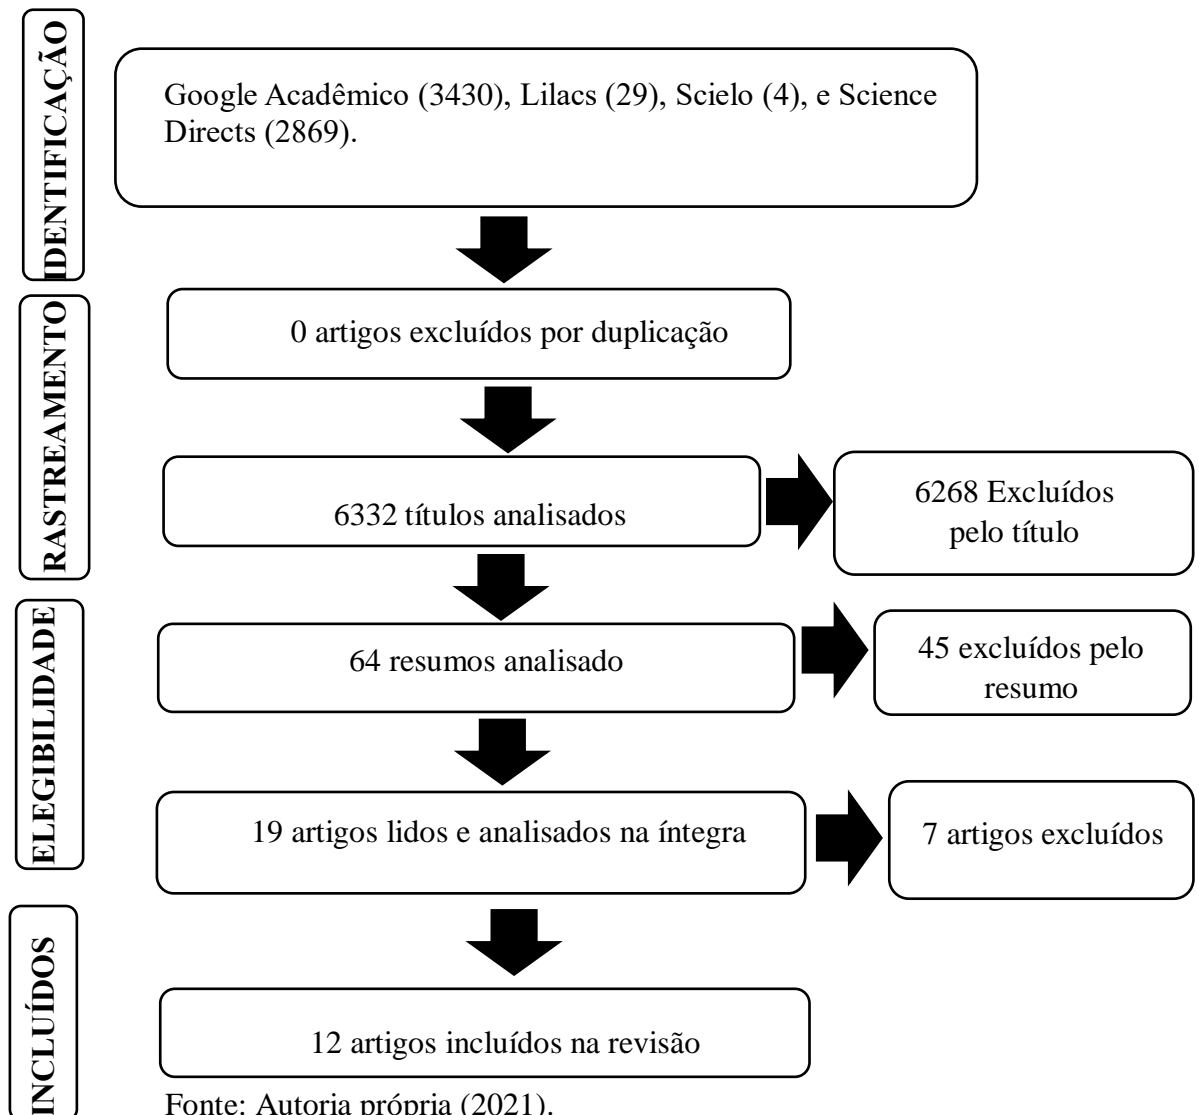 IDENTIFICAÇÃO
Google Acadêmico (3430), Lilacs (29), Scielo (4), e Science
Directs (2869).
RASTREAMENTO
0 artigos excluídos por duplicação
6332 títulos analisados
6268 Excluídos
pelo título
ELEGIBILIDADE
64 resumos analisado
45 excluídos pelo
resumo
19 artigos lidos e analisados na íntegra
7 artigos excluídos
INCLUÍDOS
12 artigos incluídos na revisão
Fonte: Autoria própria (2021).